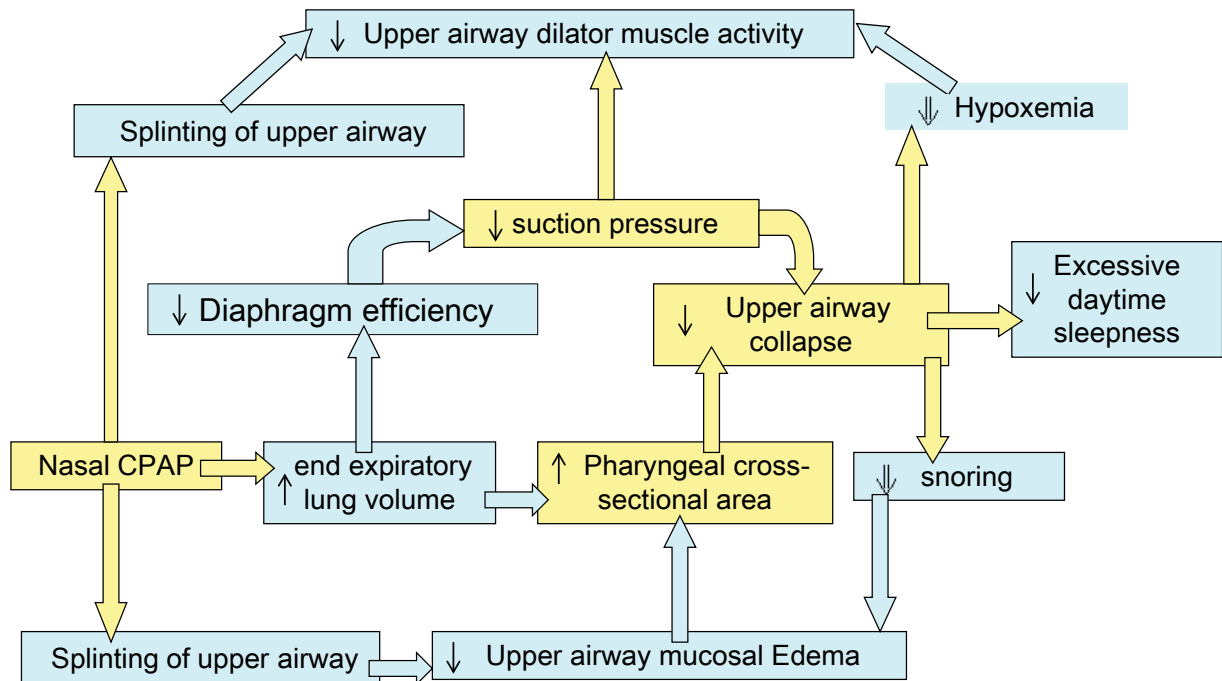 ↓ Upper airway dilator muscle activity
Splinting of upper airway
⇓ Hypoxemia
↓ suction pressure
↓ Diaphragm efficiency
↓ Upper airway
collapse
↓ Excessive
daytime
sleepness
Nasal CPAP
↑ end expiratory
lung volume
↑ Pharyngeal cross-
sectional area
⇓ snoring
Splinting of upper airway
↓ Upper airway mucosal Edema